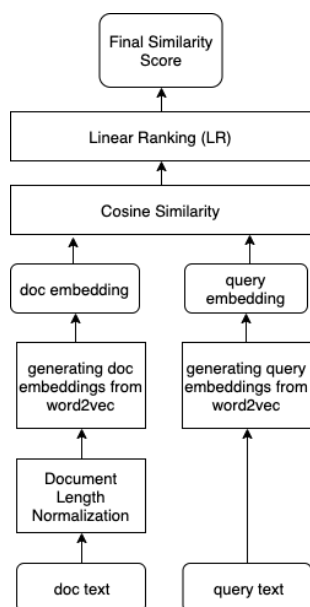 Final Similarity
Score
Linear Ranking (LR)
Cosine Similarity
doc embedding
query
embedding
generating doc
embeddings from
word2vec
generating query
embeddings from
word2vec
Document
Length
Normalization
doc text
query text